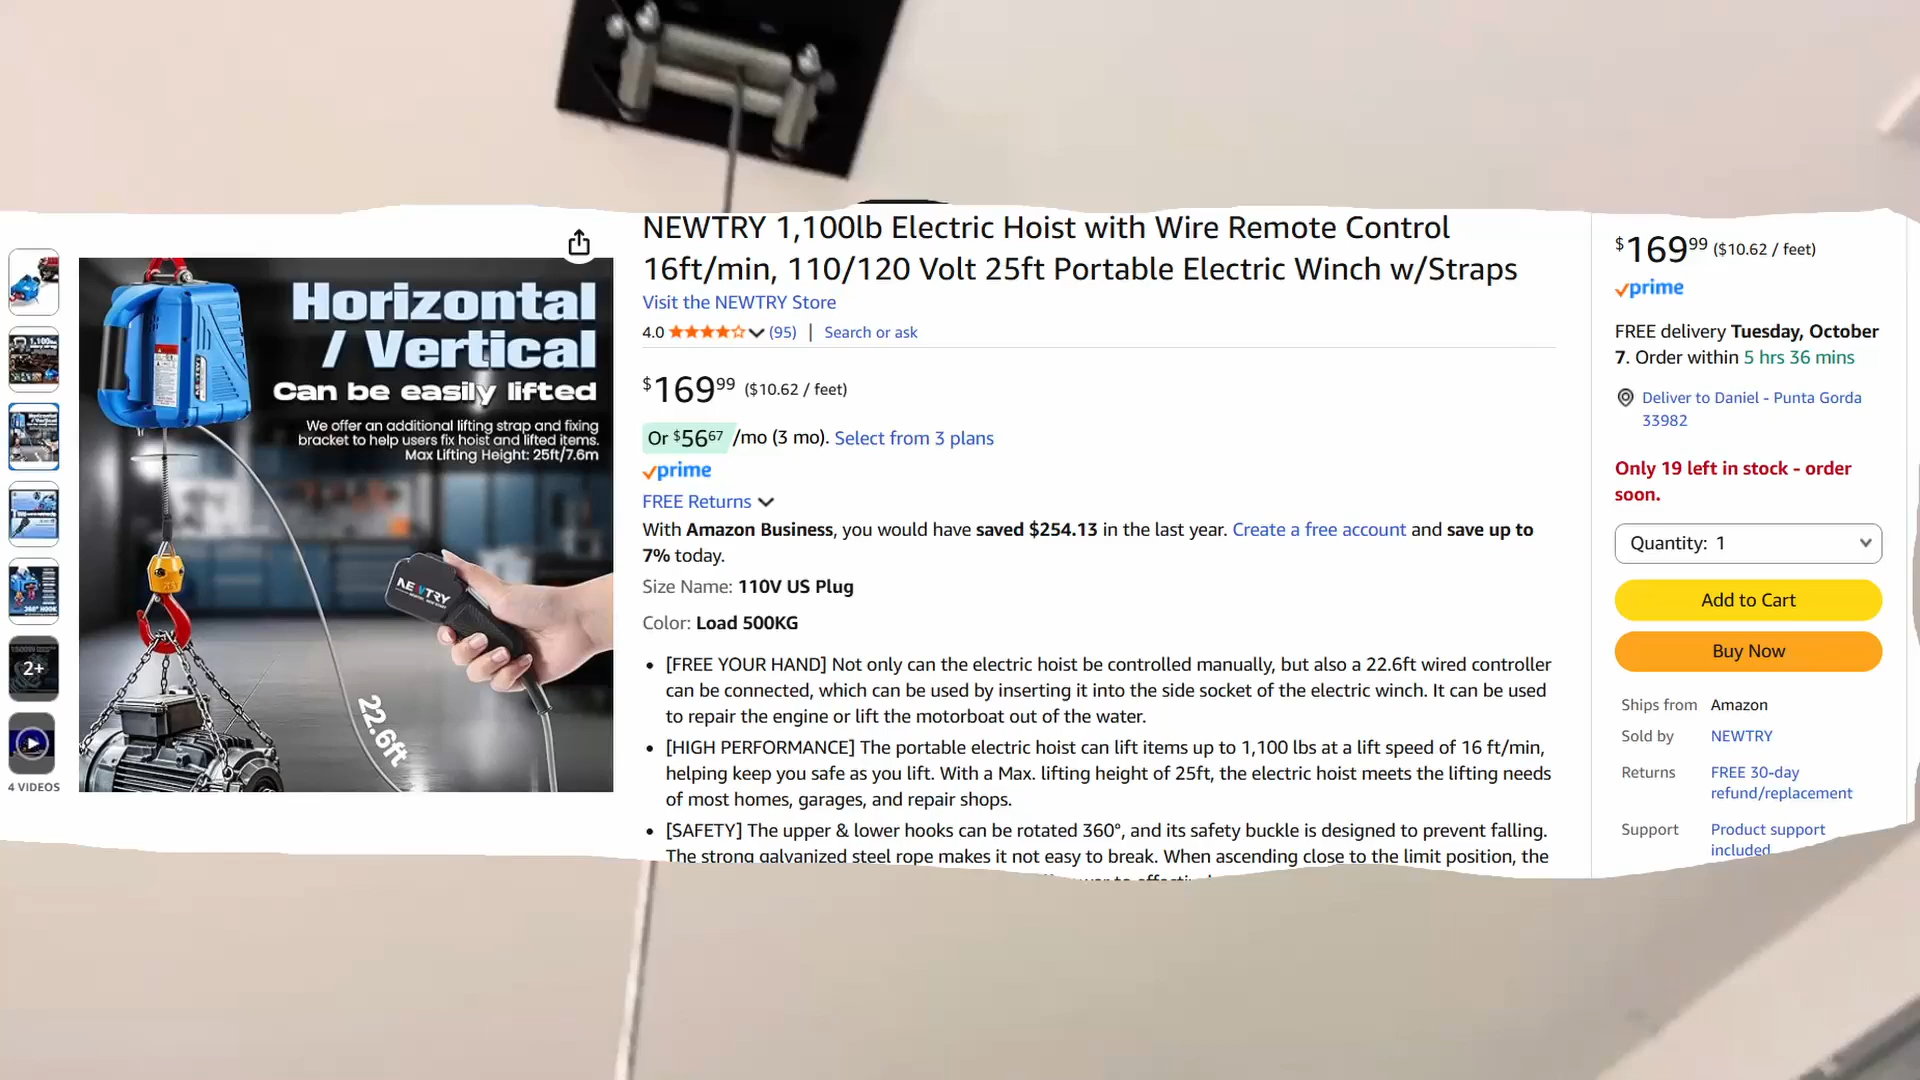 NEWTRY 1,100lb Electric Hoist with Wire Remote Control
16ft/min, 110/120 Volt 25ft Portable Electric Winch w/Straps
Visit the NEWTRY Store
4.0 (95) | Search or ask
$169.99 ($10.62 / feet)
Or $56.67 /mo (3 mo). Select from 3 plans
prime
FREE Returns
With Amazon Business, you would have saved $254.13 in the last year. Create a free account and save up to
7% today.
Size Name: 110V US Plug
Color: Load 500KG
• [FREE YOUR HAND] Not only can the electric hoist be controlled manually, but also a 22.6ft wired controller
can be connected, which can be used by inserting it into the side socket of the electric winch. It can be used
to repair the engine or lift the motorboat out of the water.
• [HIGH PERFORMANCE] The portable electric hoist can lift items up to 1,100 lbs at a lift speed of 16 ft/min,
helping keep you safe as you lift. With a Max. lifting height of 25ft, the electric hoist meets the lifting needs
of most homes, garages, and repair shops.
• [SAFETY] The upper & lower hooks can be rotated 360°, and its safety buckle is designed to prevent falling.
The strong galvanized steel rope makes it not easy to break. When ascending close to the limit position, the
Horizontal
/ Vertical
Can be easily lifted
We offer an additional lifting strap and fixing
bracket to help users fix hoist and lifted items.
Max Lifting Height: 25ft/7.6m
NEWTRY
22.6ft
2+
4 VIDEOS
$169.99 ($10.62 / feet)
prime
FREE delivery Tuesday, October
7. Order within 5 hrs 36 mins
Deliver to Daniel - Punta Gorda
33982
Only 19 left in stock - order
soon.
Quantity: 1
Add to Cart
Buy Now
Ships from Amazon
Sold by NEWTRY
Returns FREE 30-day
refund/replacement
Support Product support
included